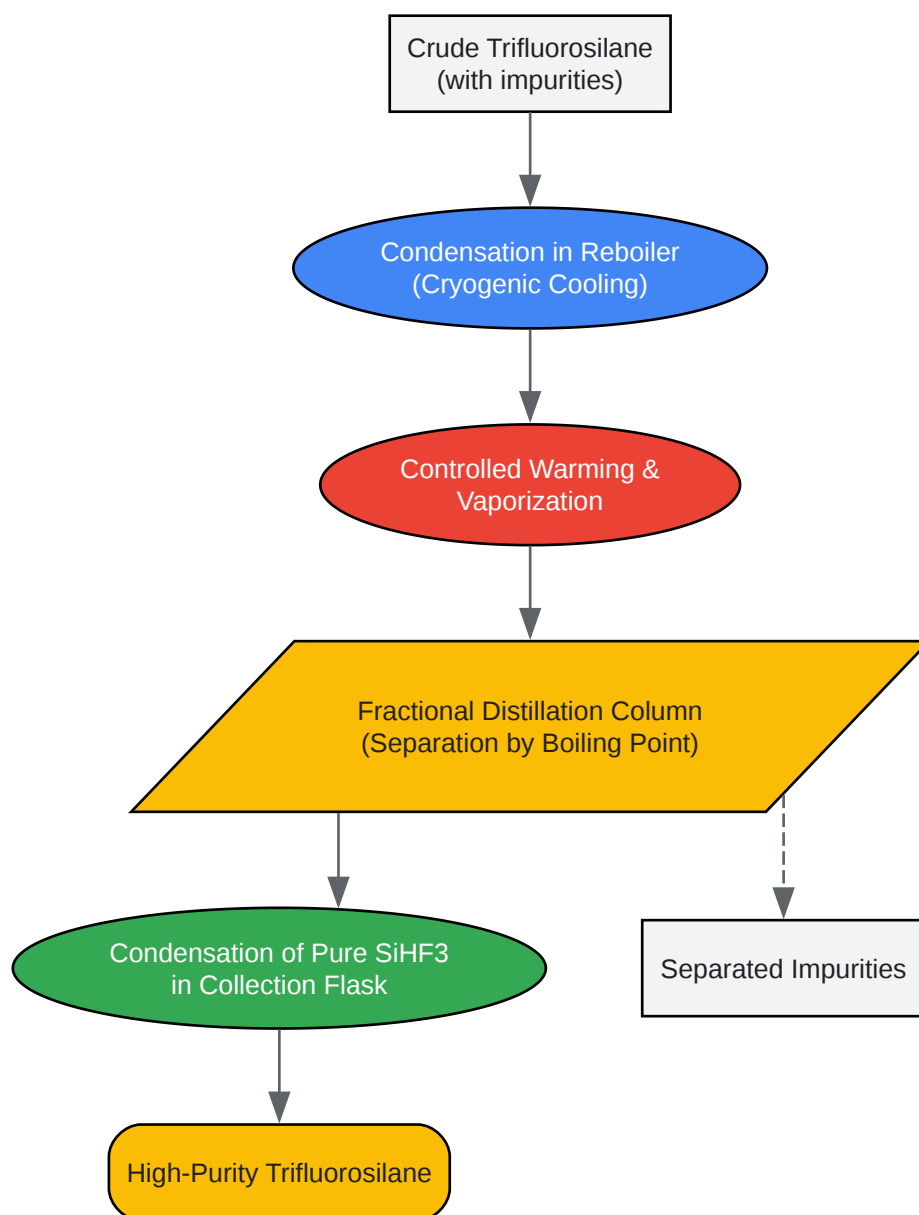 Crude Trifluorosilane
(with impurities)
Condensation in Reboiler
(Cryogenic Cooling)
Controlled Warming &
Vaporization
Fractional Distillation Column
(Separation by Boiling Point)
Condensation of Pure SiHF3
in Collection Flask
Separated Impurities
High-Purity Trifluorosilane